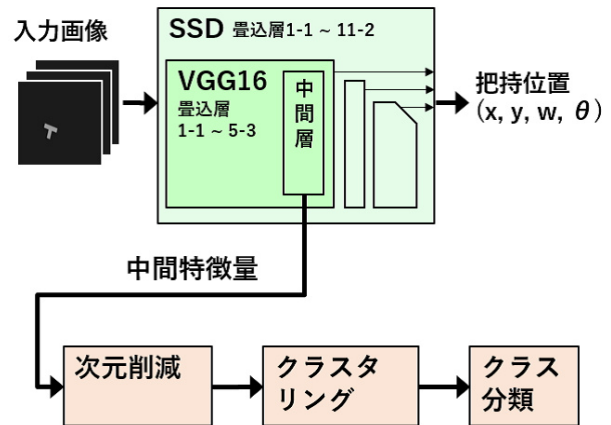 入力画像
SSD 畳込層1-1 ~ 11-2
VGG16
畳込層
1-1 ~ 5-3
中間層
把持位置
(x, y, w, θ)
中間特徴量
次元削減
クラスタ
リング
クラス
分類